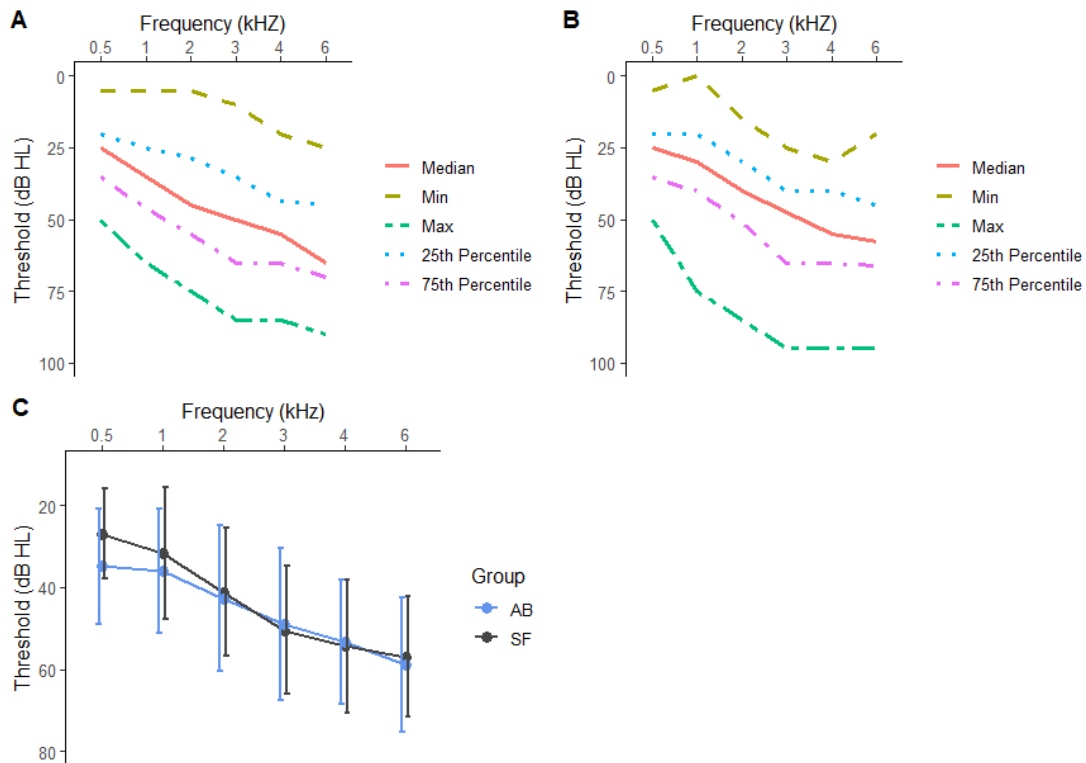 A
Frequency (kHZ)
0.5 1 2 3 4 6
Threshold (dB HL)
0
25
50
75
100
Median
Min
Max
25th Percentile
75th Percentile
B
Frequency (kHZ)
0.5 1 2 3 4 6
Threshold (dB HL)
0
25
50
75
100
Median
Min
Max
25th Percentile
75th Percentile
C
Frequency (kHz)
0.5 1 2 3 4 6
Threshold (dB HL)
20
40
60
80
Group
AB
SF